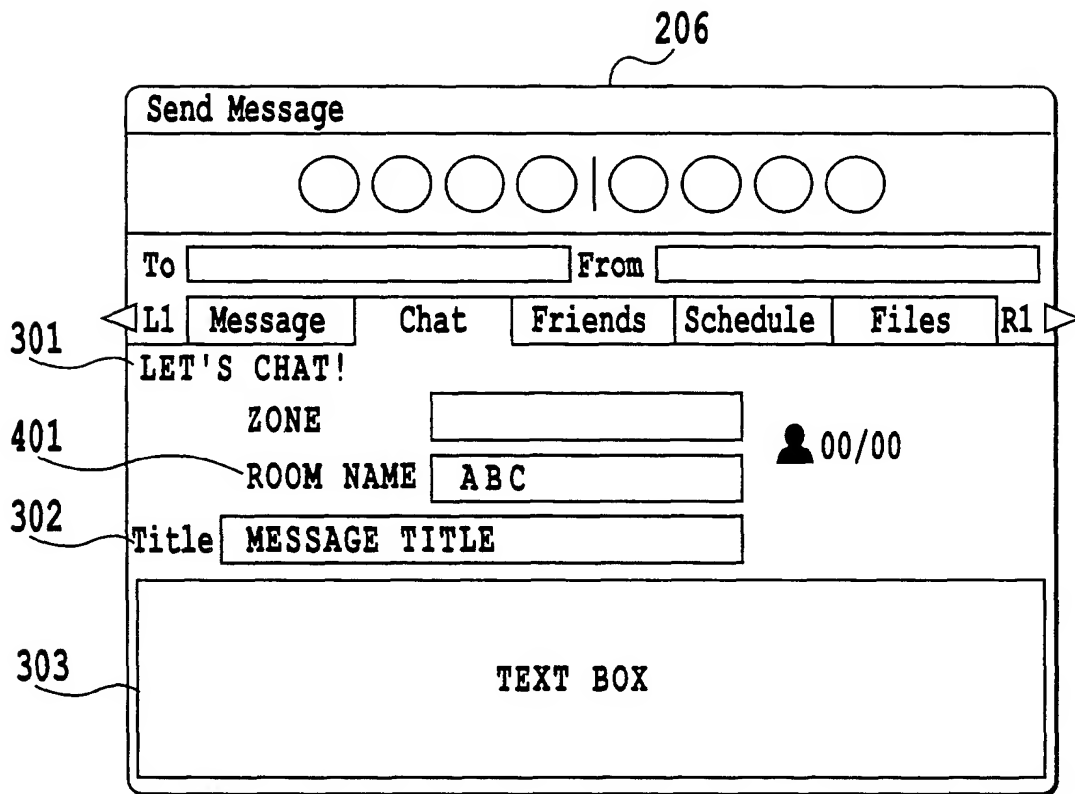 206
Send Message
To From
L1 Message Chat Friends Schedule Files R1
301
LET'S CHAT!
ZONE
00/00
401
ROOM NAME ABC
302
Title MESSAGE TITLE
303
TEXT BOX